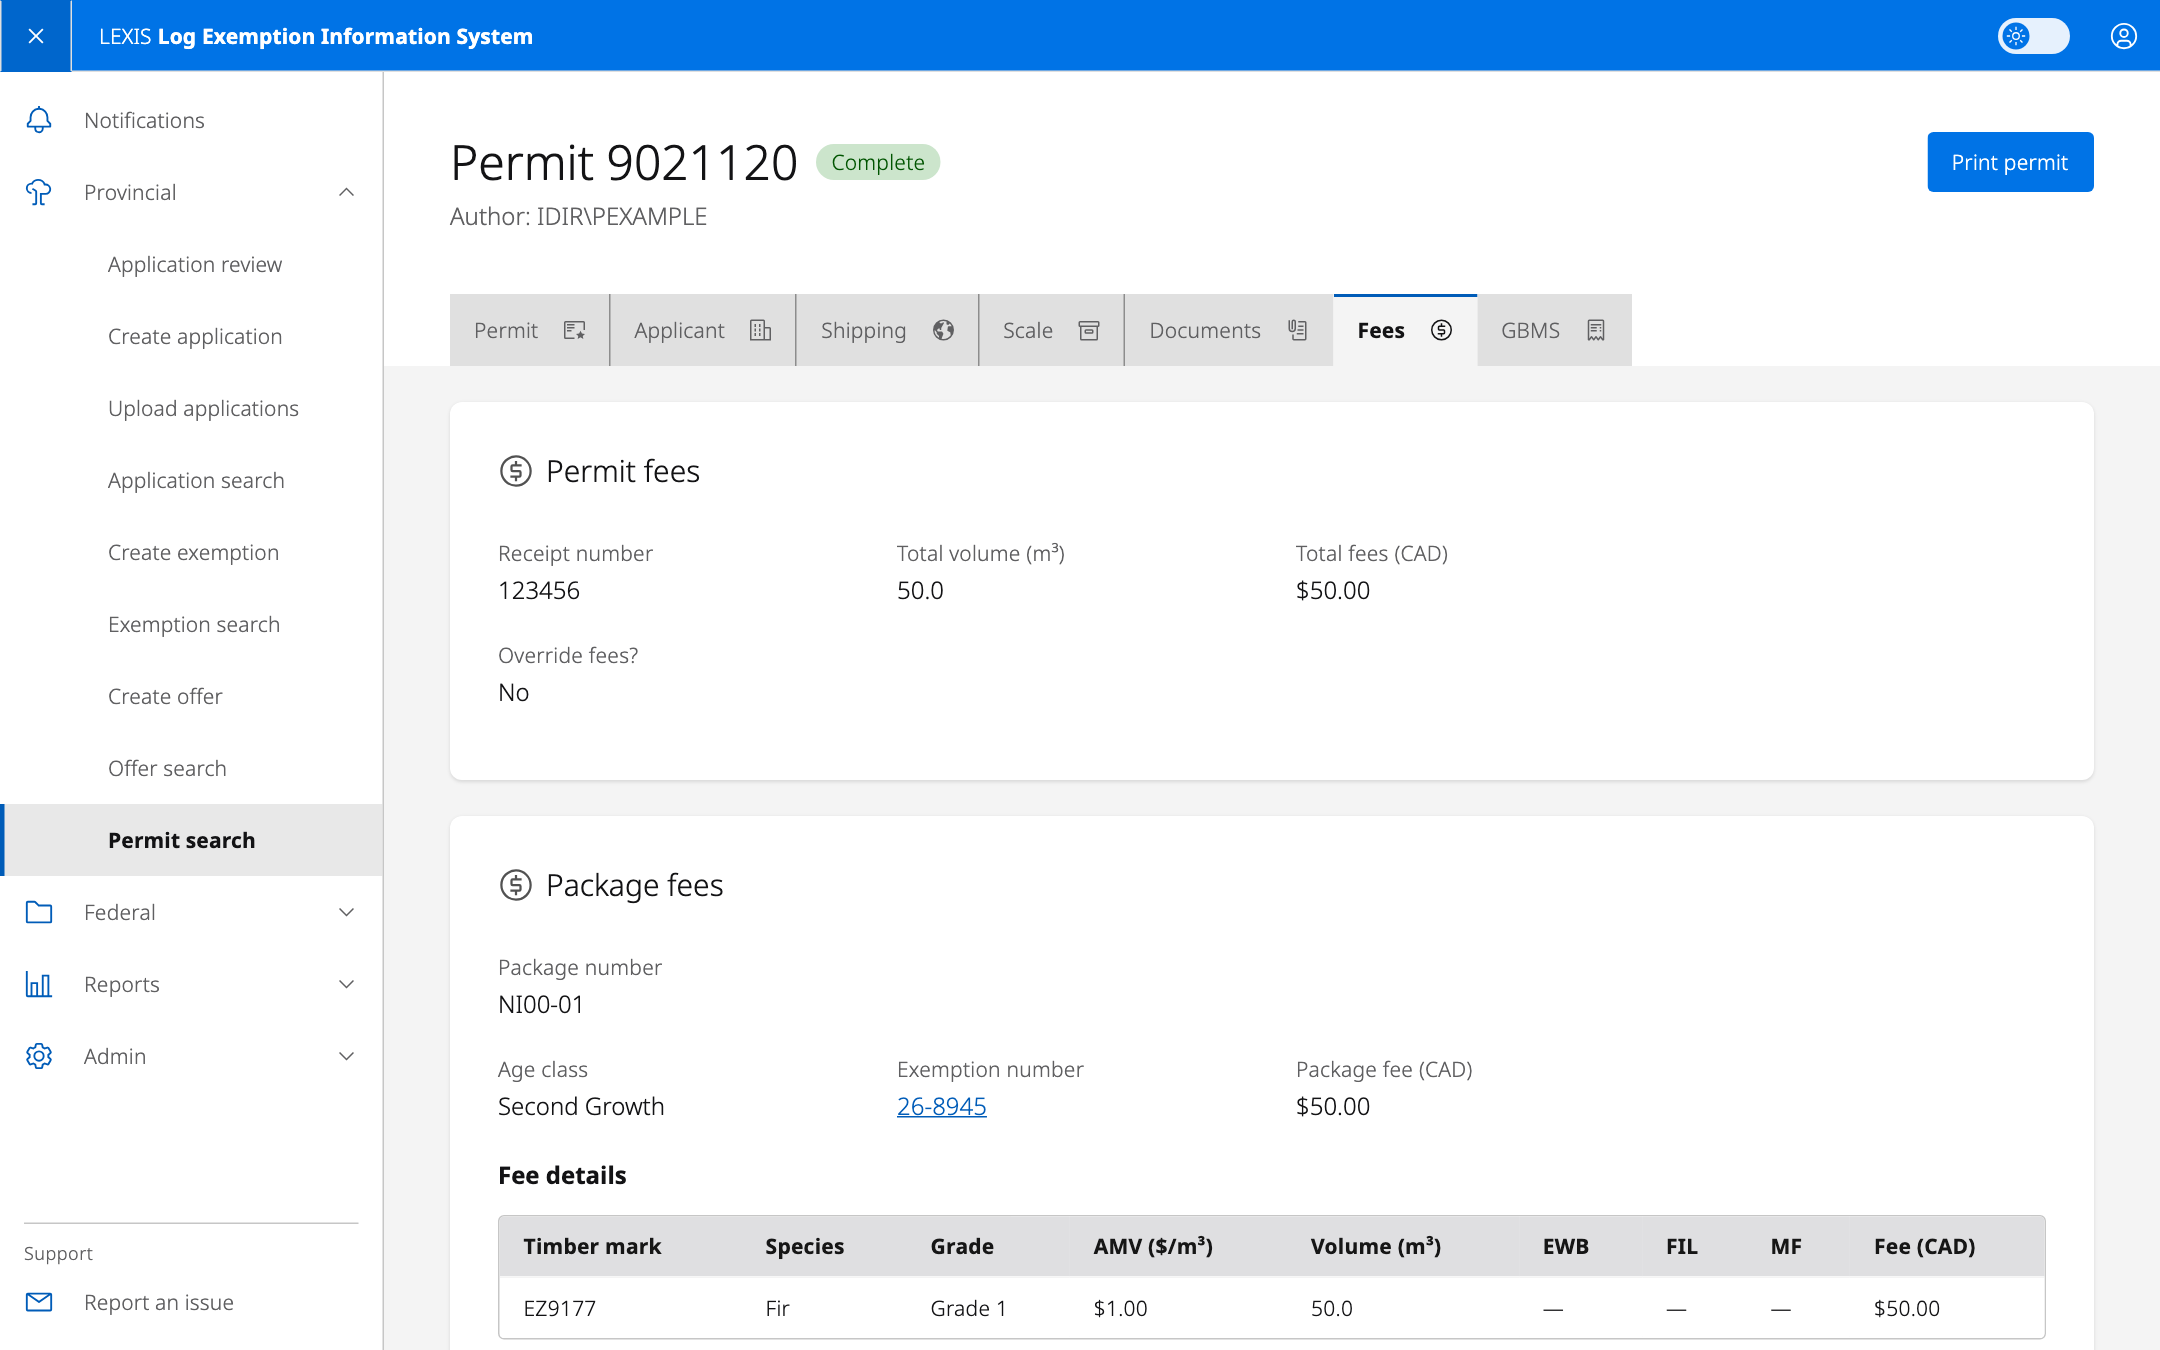 LEXIS Log Exemption Information System
Notifications
Provincial
Application review
Create application
Upload applications
Application search
Create exemption
Exemption search
Create offer
Offer search
Permit search
Federal
Reports
Admin
Support
Report an issue
Permit 9021120 Complete
Print permit
Author: IDIR\PEXAMPLE
Permit Applicant Shipping Scale Documents Fees GBMS
Permit fees
Receipt number Total volume (m³) Total fees (CAD)
123456 50.0 $50.00
Override fees?
No
Package fees
Package number
NI00-01
Age class Exemption number Package fee (CAD)
Second Growth 26-8945 $50.00
Fee details
Timber mark Species Grade AMV ($/m³) Volume (m³) EWB FIL MF Fee (CAD)
EZ9177 Fir Grade 1 $1.00 50.0 — — — $50.00